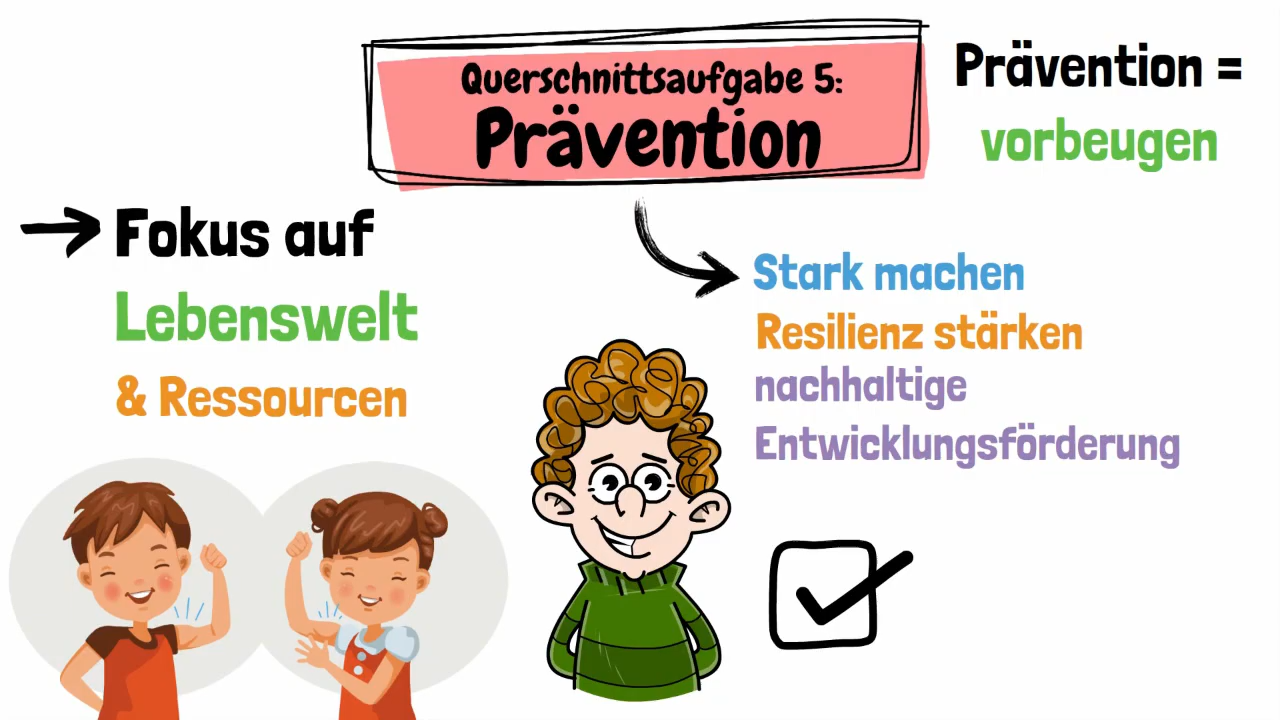 Querschnittsaufgabe 5:
Prävention
Prävention =
vorbeugen
Fokus auf
Lebenswelt
& Ressourcen
Stark machen
Resilienz stärken
nachhaltige
Entwicklungsförderung